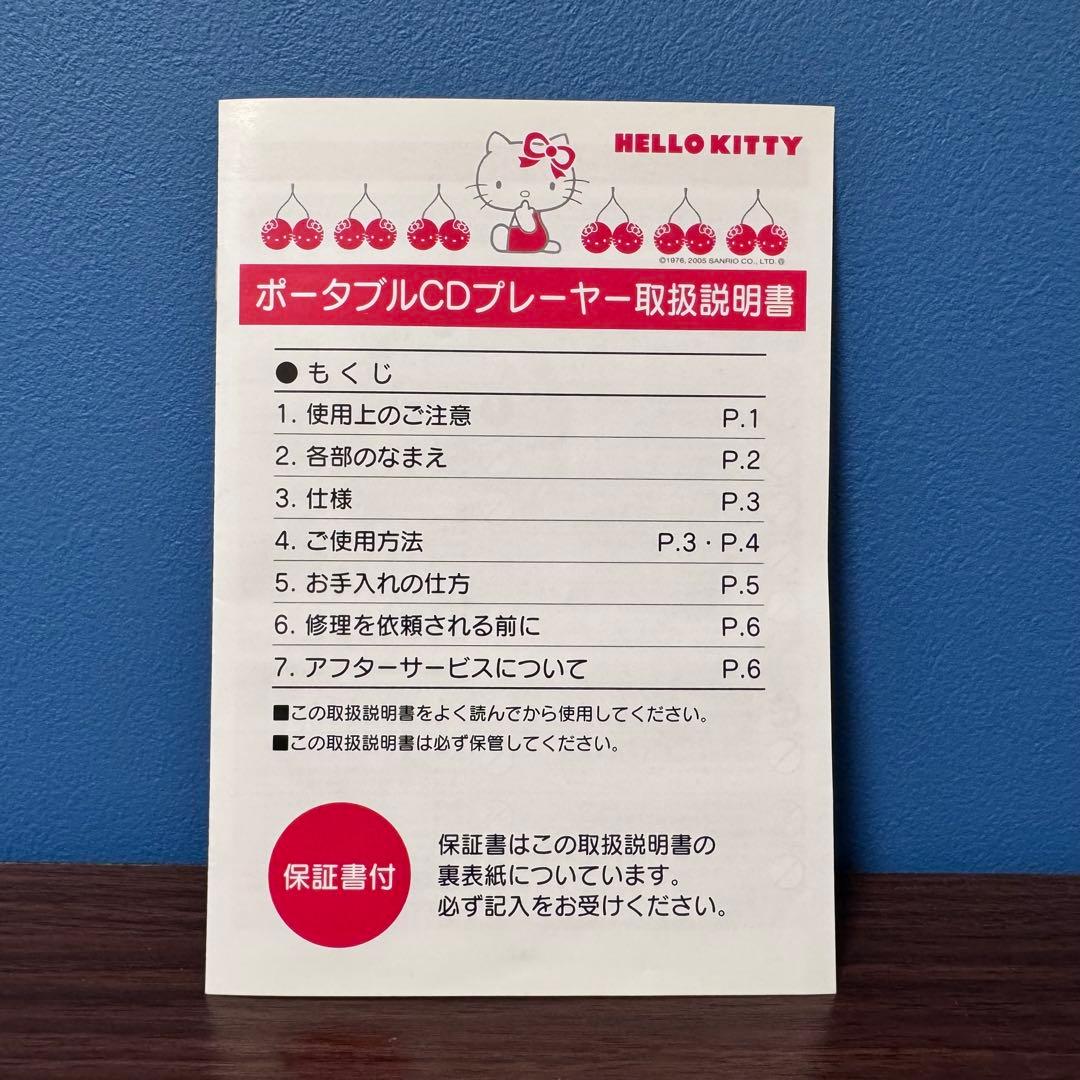 HELLO KITTY
©1976, 2005 SANRIO CO., LTD. ®
ポータブルCDプレーヤー取扱説明書
●もくじ
1. 使用上のご注意 P.1
2. 各部のなまえ P.2
3. 仕様 P.3
4. ご使用方法 P.3・P.4
5. お手入れの仕方 P.5
6. 修理を依頼される前に P.6
7. アフターサービスについて P.6
■この取扱説明書をよく読んでから使用してください。
■この取扱説明書は必ず保管してください。
保証書付
保証書はこの取扱説明書の
裏表紙についています。
必ず記入をお受けください。